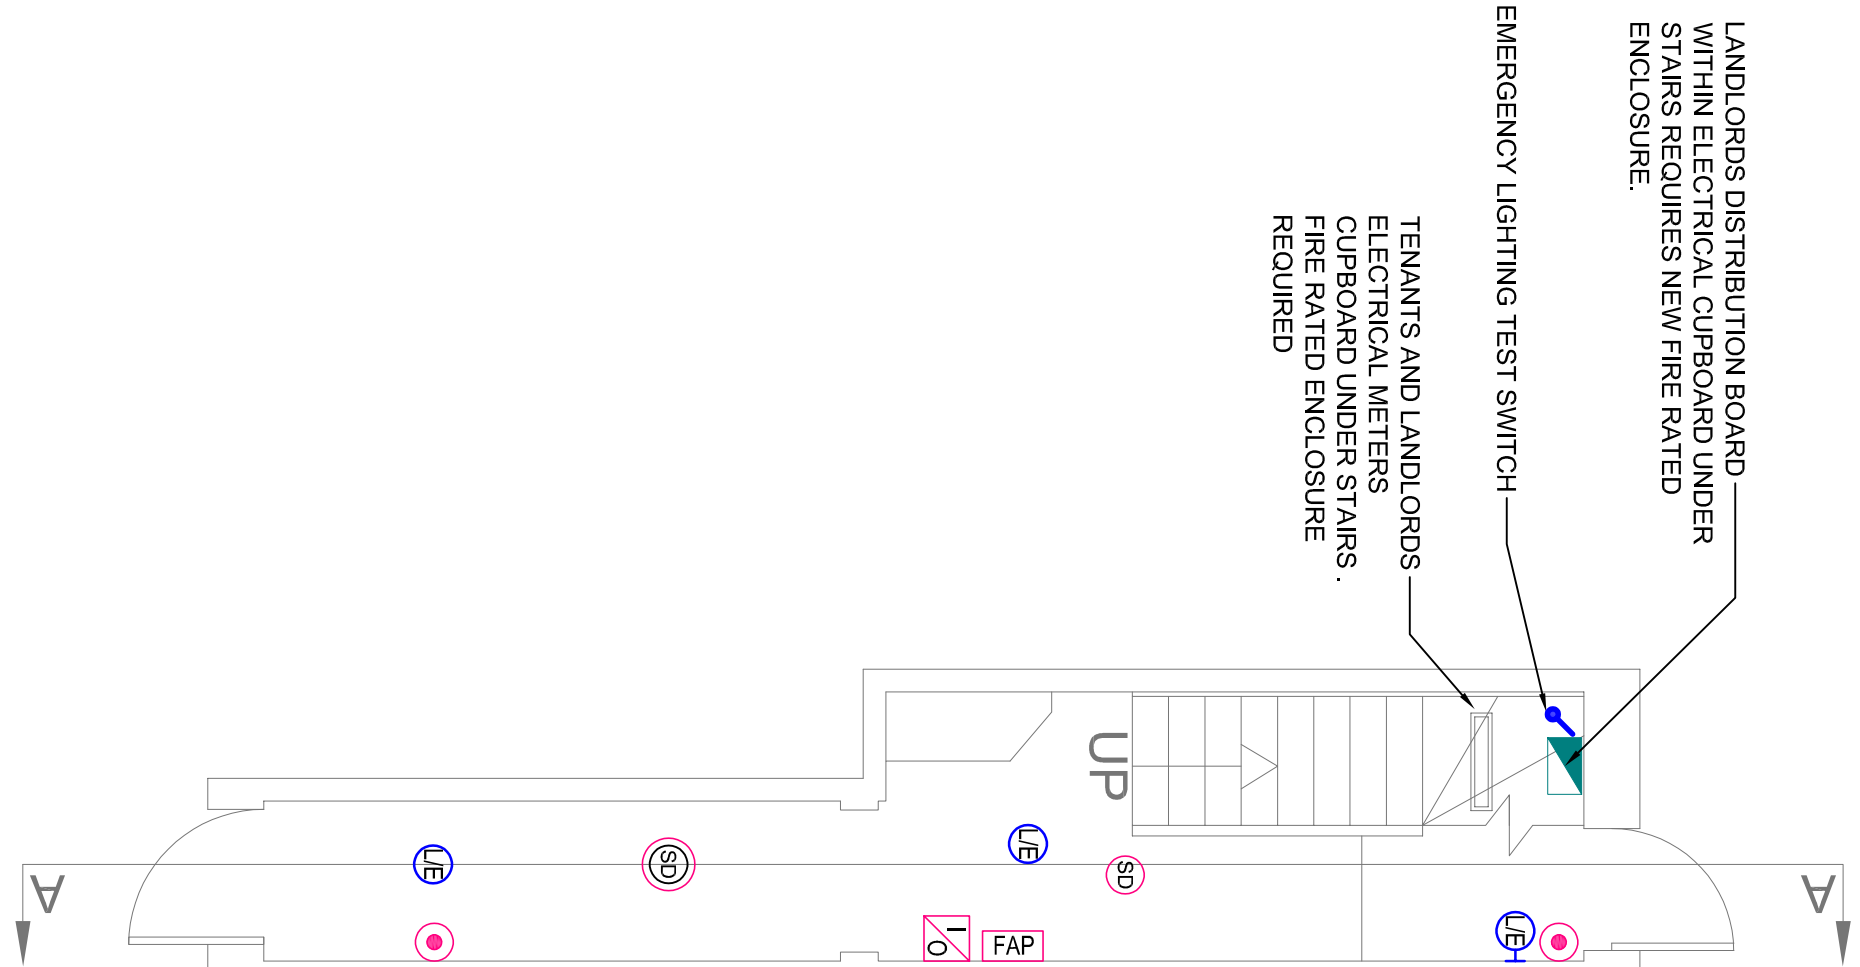 LANDLORDS DISTRIBUTION BOARD
WITHIN ELECTRICAL CUPBOARD UNDER
STAIRS REQUIRES NEW FIRE RATED
ENCLOSURE.
EMERGENCY LIGHTING TEST SWITCH
TENANTS AND LANDLORDS
ELECTRICAL METERS
CUPBOARD UNDER STAIRS .
FIRE RATED ENCLOSURE
REQUIRED
UP
L/E
SD
L/E
SD
L/E
I
O
FAP
A
A